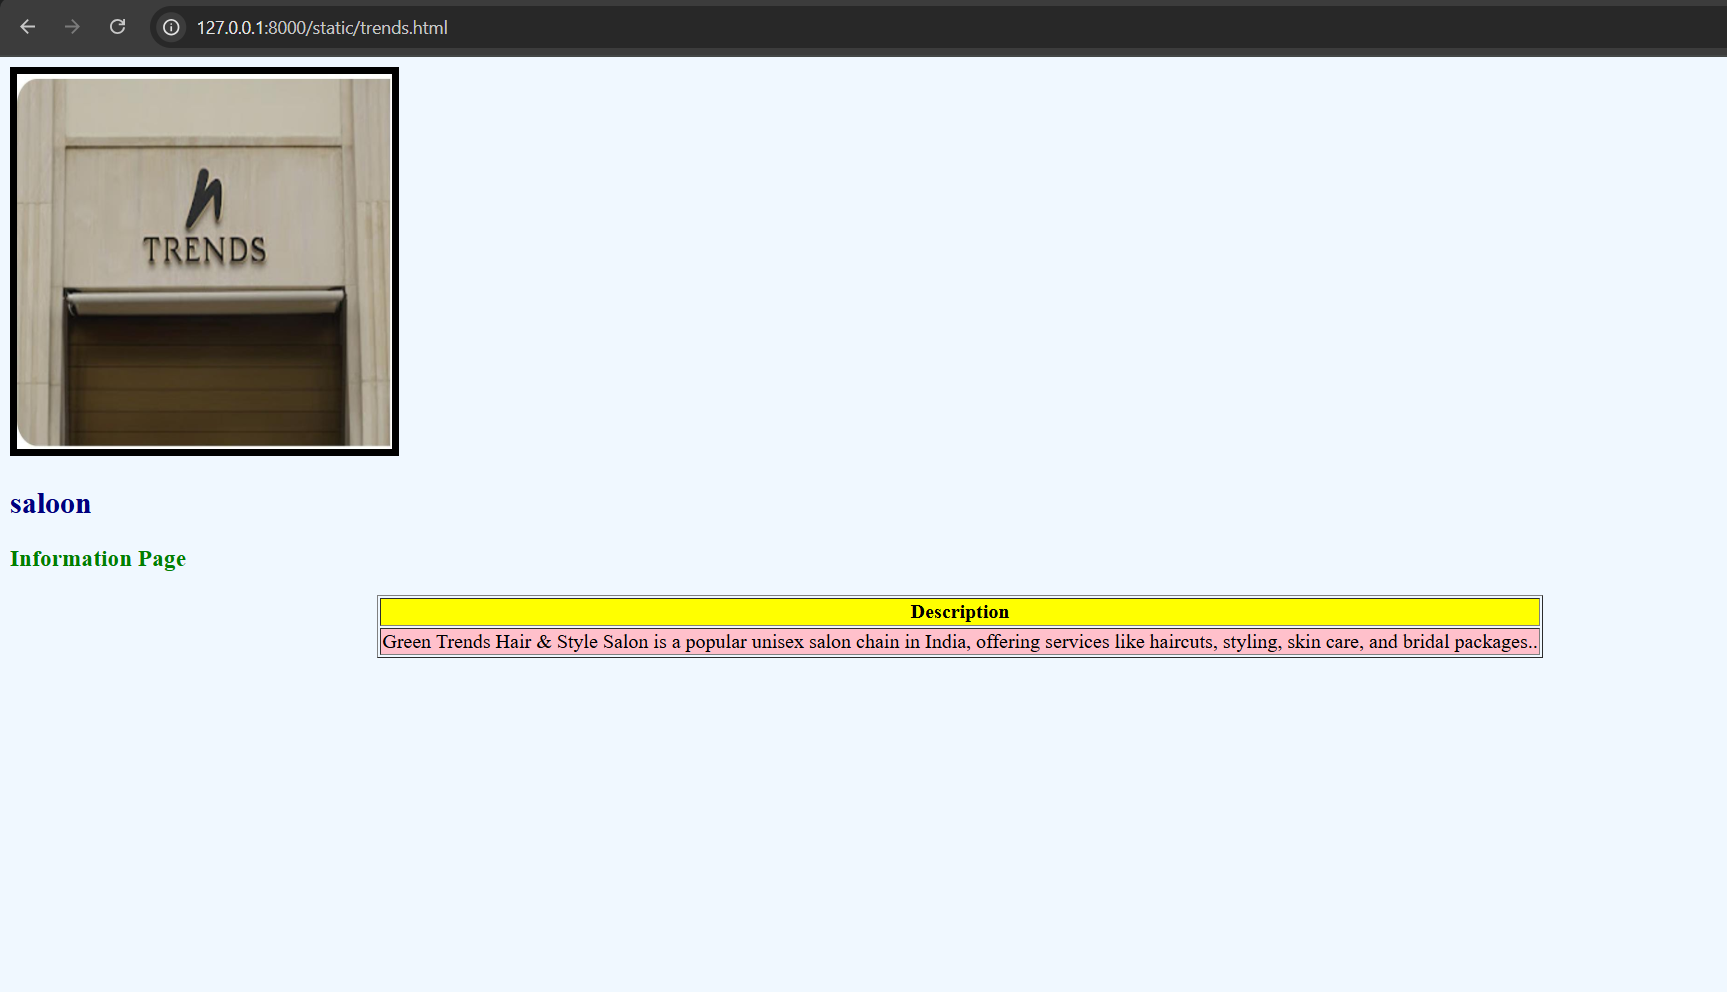 127.0.0.1:8000/static/trends.html
TRENDS
saloon
Information Page
Description
Green Trends Hair & Style Salon is a popular unisex salon chain in India, offering services like haircuts, styling, skin care, and bridal packages..